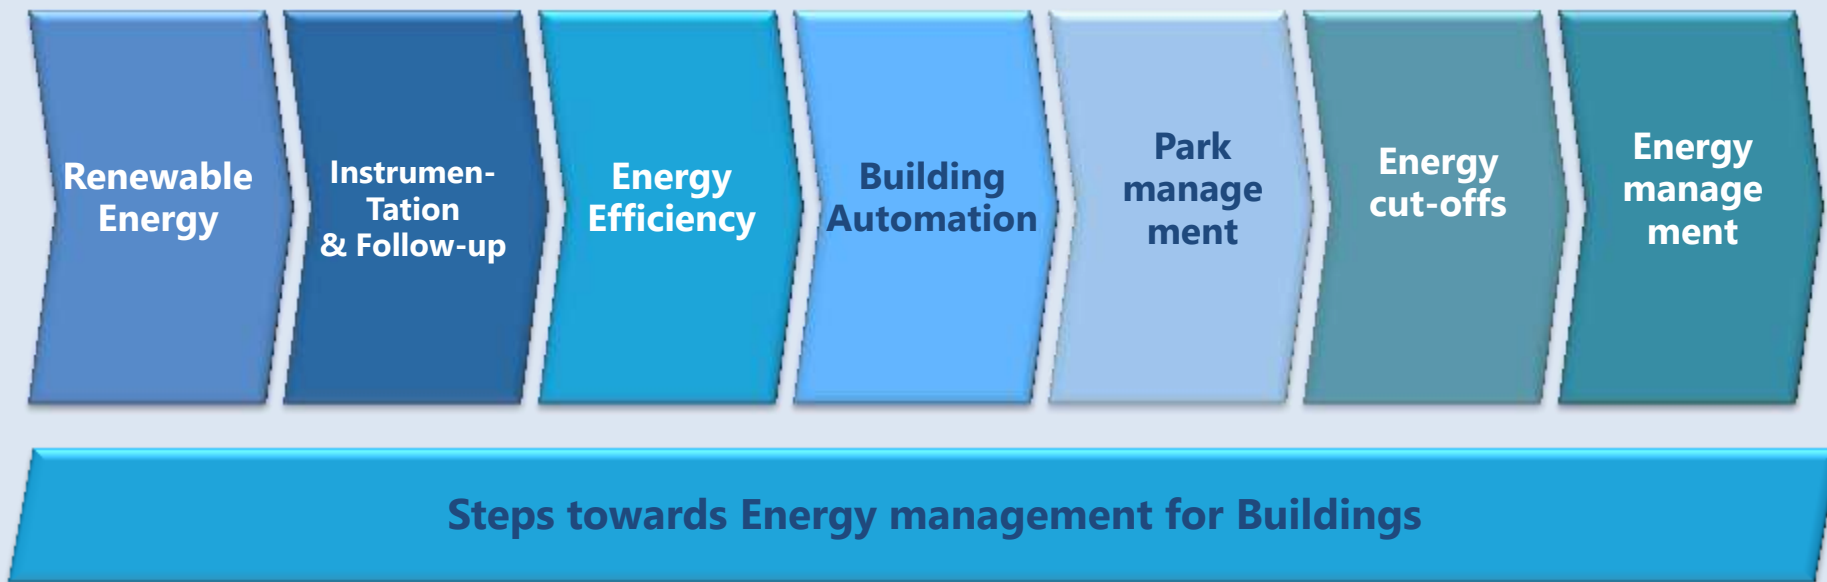 Renewable
Energy
Instrumen-
Tation
& Follow-up
Energy
Efficiency
Building
Automation
Park
manage
ment
Energy
cut-offs
Energy
manage
ment
Steps towards Energy management for Buildings